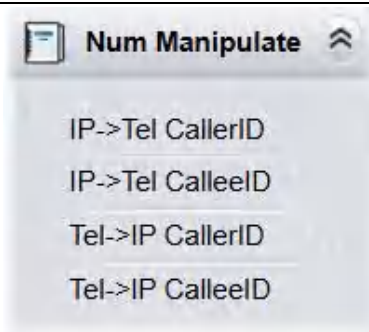 Num Manipulate
IP->Tel CallerID
IP->Tel CalleeID
Tel->IP CallerID
Tel->IP CalleeID